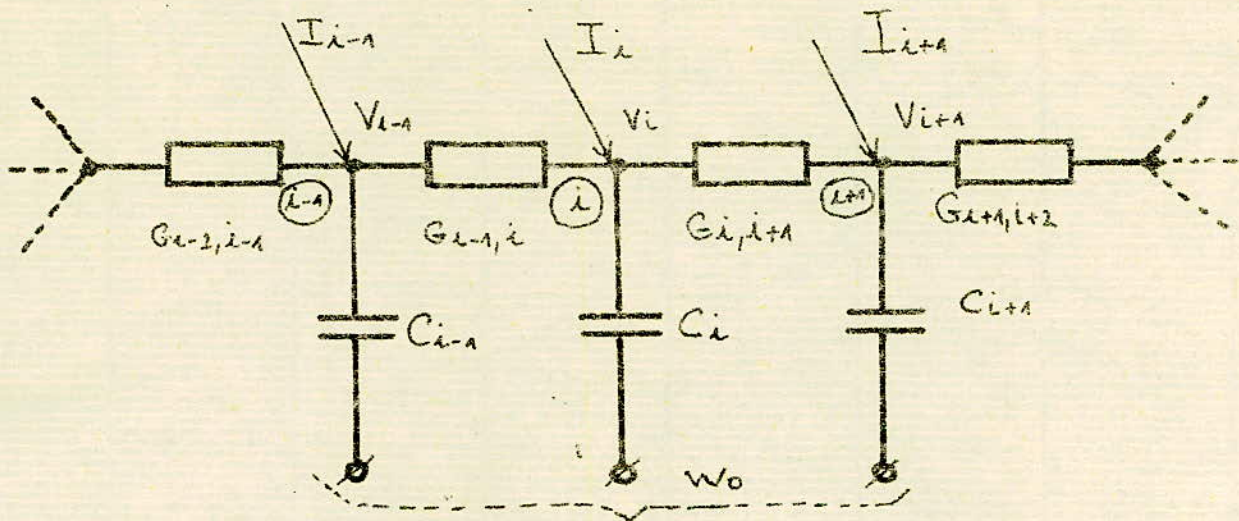 Ii-1 Ii Ii+1
Vi-1 Vi Vi+1
i-1 i i+1
Gi-2,i-1 Gi-1,i Gi,i+1 Gi+1,i+2
Ci-1 Ci Ci+1
W0